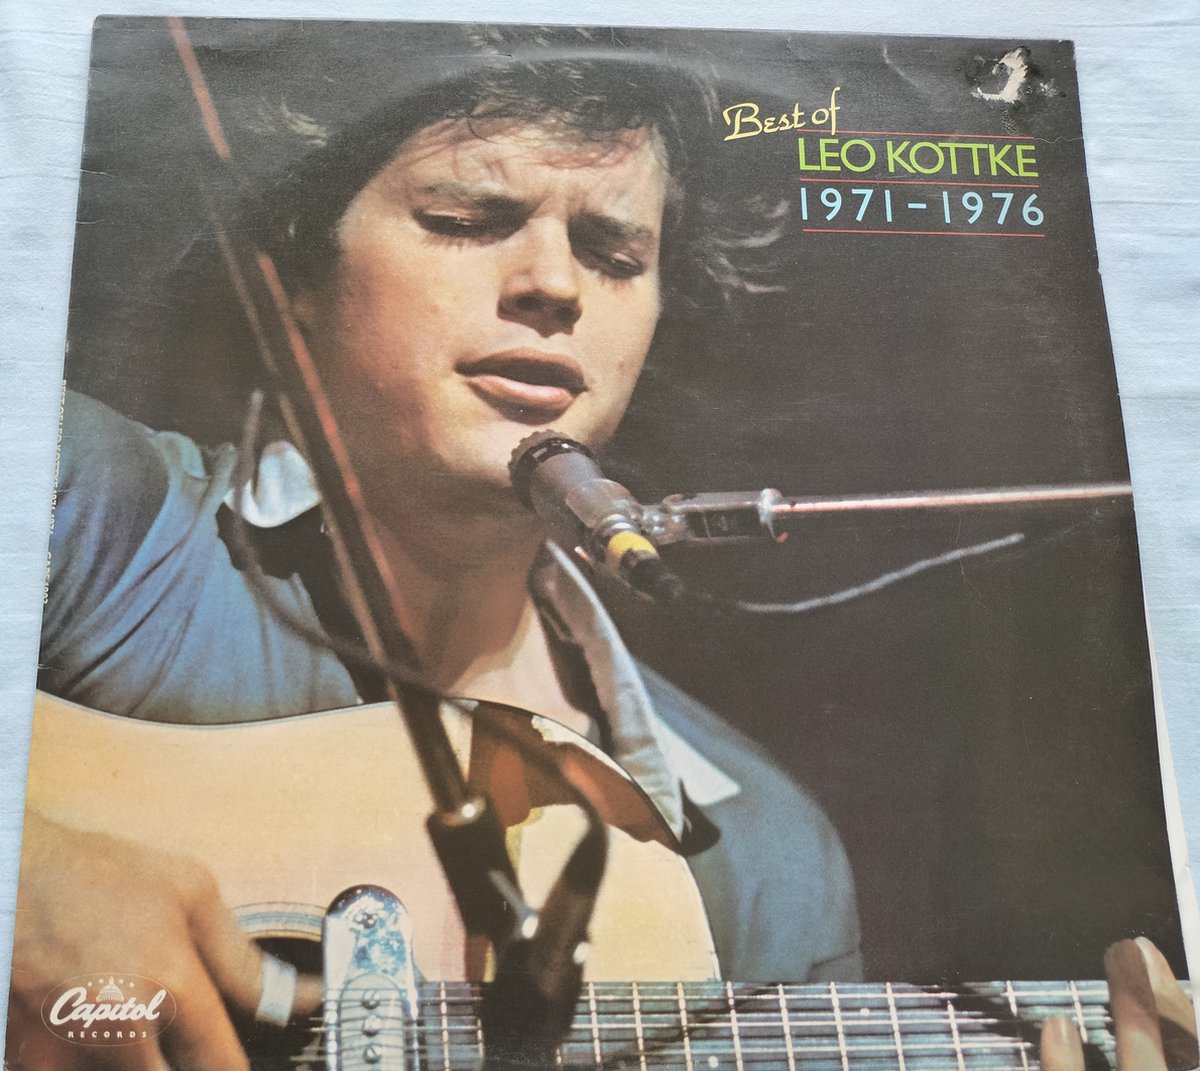 Best of
LEO KOTTKE
1971-1976
Capitol
RECORDS